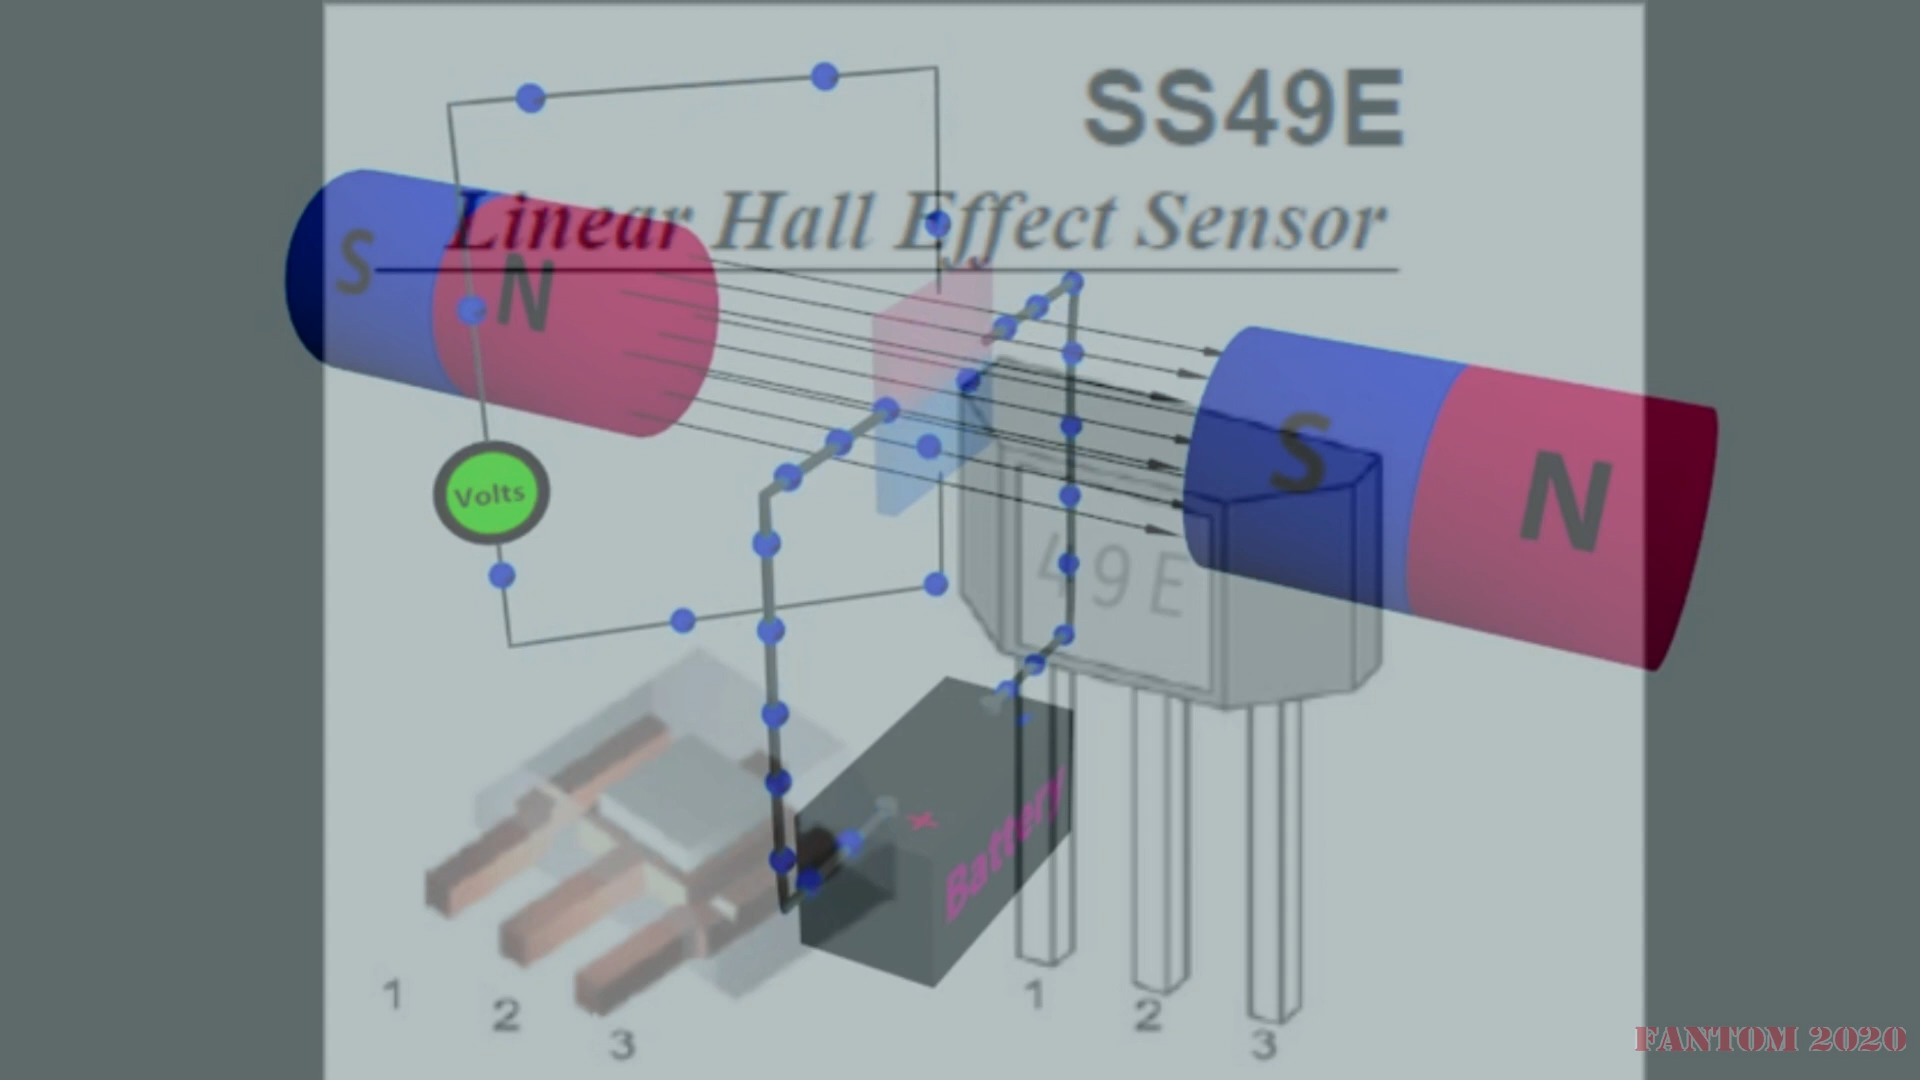 SS49E
Linear Hall Effect Sensor
S
N
S
N
Volts
49E
Battery
1
2
3
1
2
3
FANTOM 2020